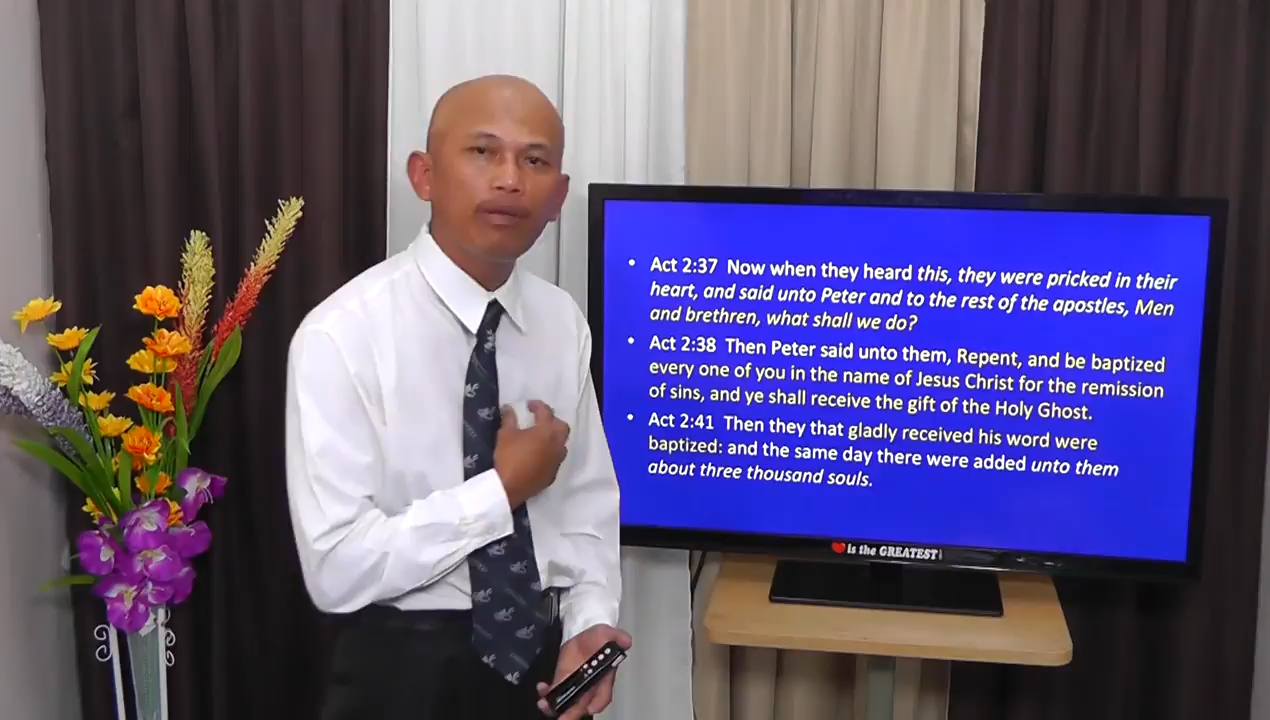 • Act 2:37 Now when they heard this, they were pricked in their
heart, and said unto Peter and to the rest of the apostles, Men
and brethren, what shall we do?
• Act 2:38 Then Peter said unto them, Repent, and be baptized
every one of you in the name of Jesus Christ for the remission
of sins, and ye shall receive the gift of the Holy Ghost.
• Act 2:41 Then they that gladly received his word were
baptized: and the same day there were added unto them
about three thousand souls.
❤ is the GREATEST!